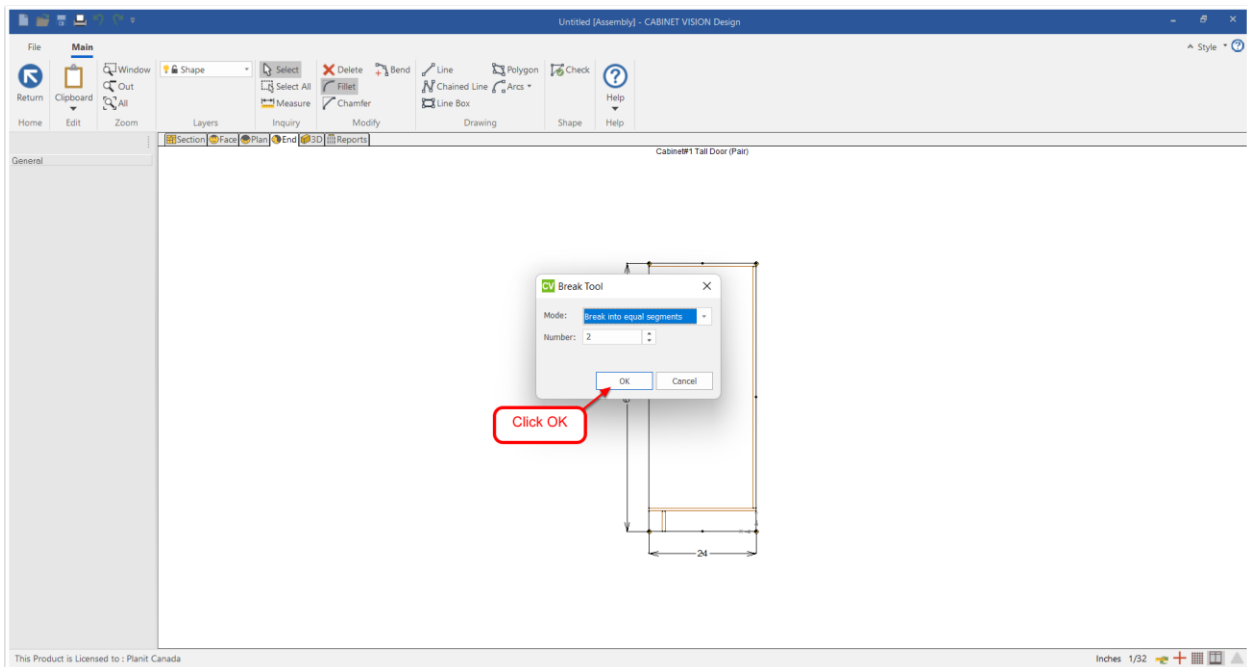 Untitled [Assembly] - CABINET VISION Design
File Main Style
Return Clipboard Window Out All Shape Select Select All Measure Delete Bend Fillet Chamfer Line Polygon Chained Line Arcs Line Box Check Help
Home Edit Zoom Layers Inquiry Modify Drawing Shape Help
Section Face Plan End 3D Reports
General
Cabinet#1 Tall Door (Pair)
CV Break Tool
Mode: Break into equal segments
Number: 2
OK Cancel
Click OK
24
This Product is Licensed to : Planit Canada
Inches 1/32